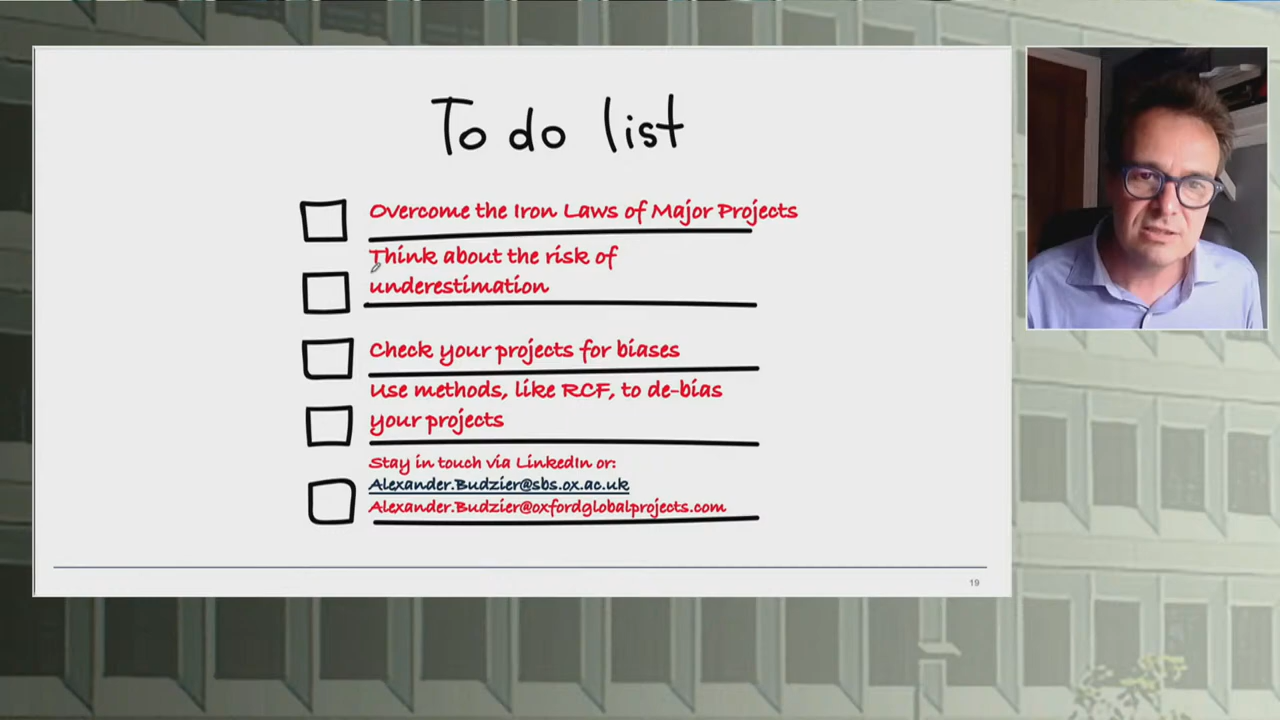 To do list
Overcome the Iron Laws of Major Projects
Think about the risk of
underestimation
Check your projects for biases
Use methods, like RCF, to de-bias
your projects
Stay in touch via LinkedIn or:
Alexander.Budzier@sbs.ox.ac.uk
Alexander.Budzier@oxfordglobalprojects.com
19